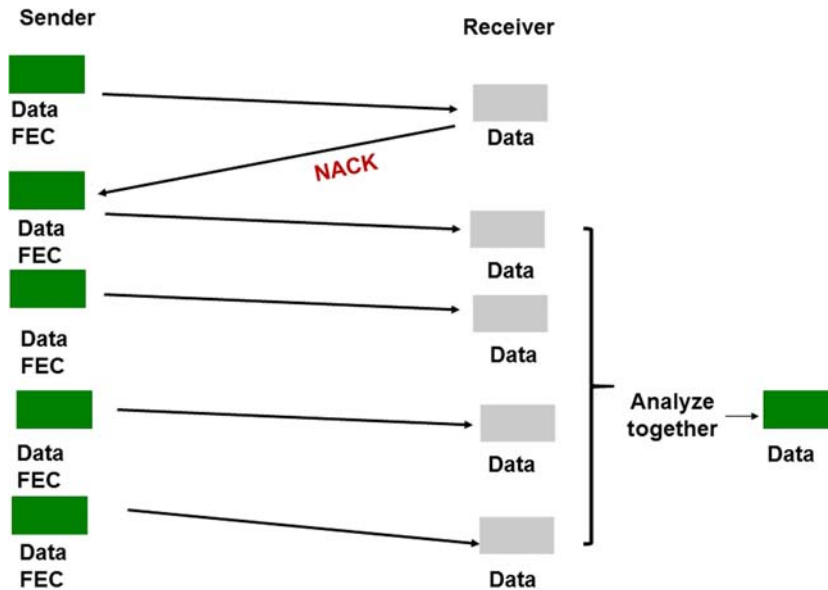 Sender
Receiver
Data
FEC
Data
NACK
Data
FEC
Data
Data
FEC
Data
Data
FEC
Data
Analyze
together
Data
Data
FEC
Data